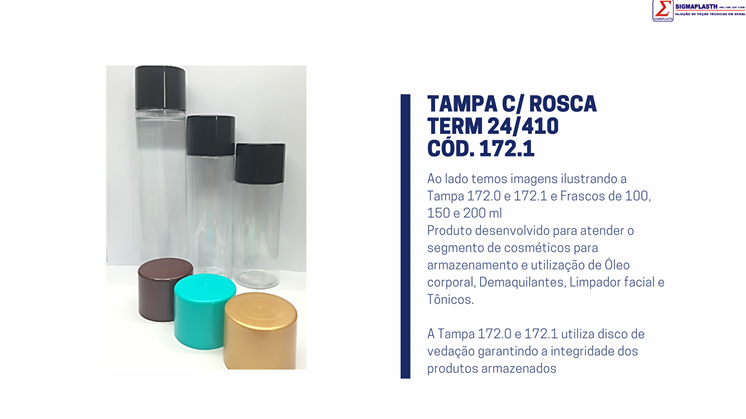 SIGMAPLASTH
INJEÇÃO DE PEÇAS TÉCNICAS EM GERAL
TAMPA C/ ROSCA
TERM 24/410
CÓD. 172.1
Ao lado temos imagens ilustrando a
Tampa 172.0 e 172.1 e Frascos de 100,
150 e 200 ml
Produto desenvolvido para atender o
segmento de cosméticos para
armazenamento e utilização de Óleo
corporal, Demaquilantes, Limpador facial e
Tônicos.
A Tampa 172.0 e 172.1 utiliza disco de
vedação garantindo a integridade dos
produtos armazenados